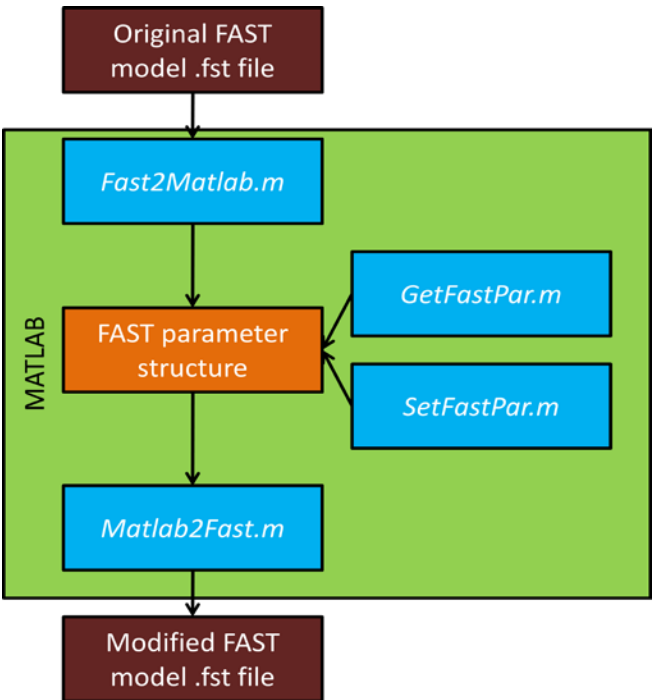 Original FAST
model .fst file
Fast2Matlab.m
GetFastPar.m
FAST parameter
structure
MATLAB
SetFastPar.m
Matlab2Fast.m
Modified FAST
model .fst file